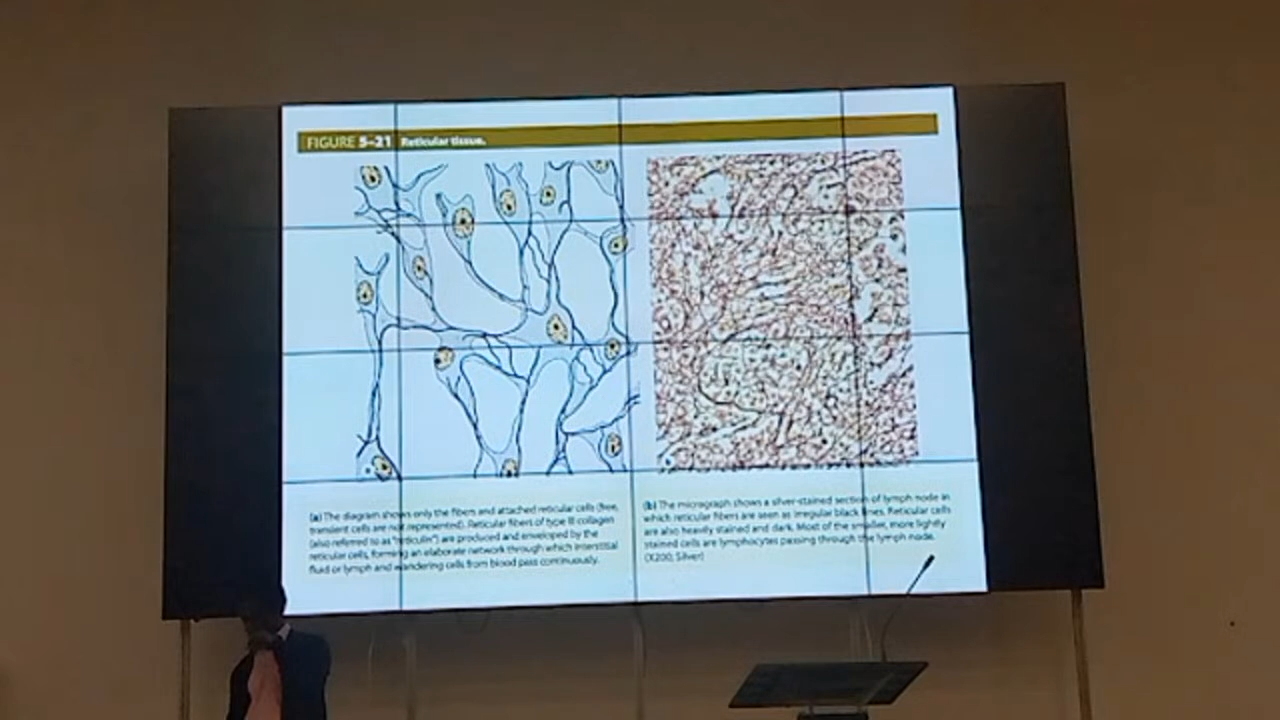 FIGURE 5–21 Reticular tissue.
(a) The diagram shows only the fibers and attached reticular cells (free,
transient cells are not represented). Reticular fibers of type III collagen
(also referred to as "reticulin") are produced and enveloped by the
reticular cells, forming an elaborate network through which interstitial
fluid or lymph and wandering cells from blood pass continuously.
(b) The micrograph shows a silver-stained section of lymph node in
which reticular fibers are seen as irregular black lines. Reticular cells
are also heavily stained and dark. Most of the smaller, more lightly
stained cells are lymphocytes passing through the lymph node.
(X200; Silver)